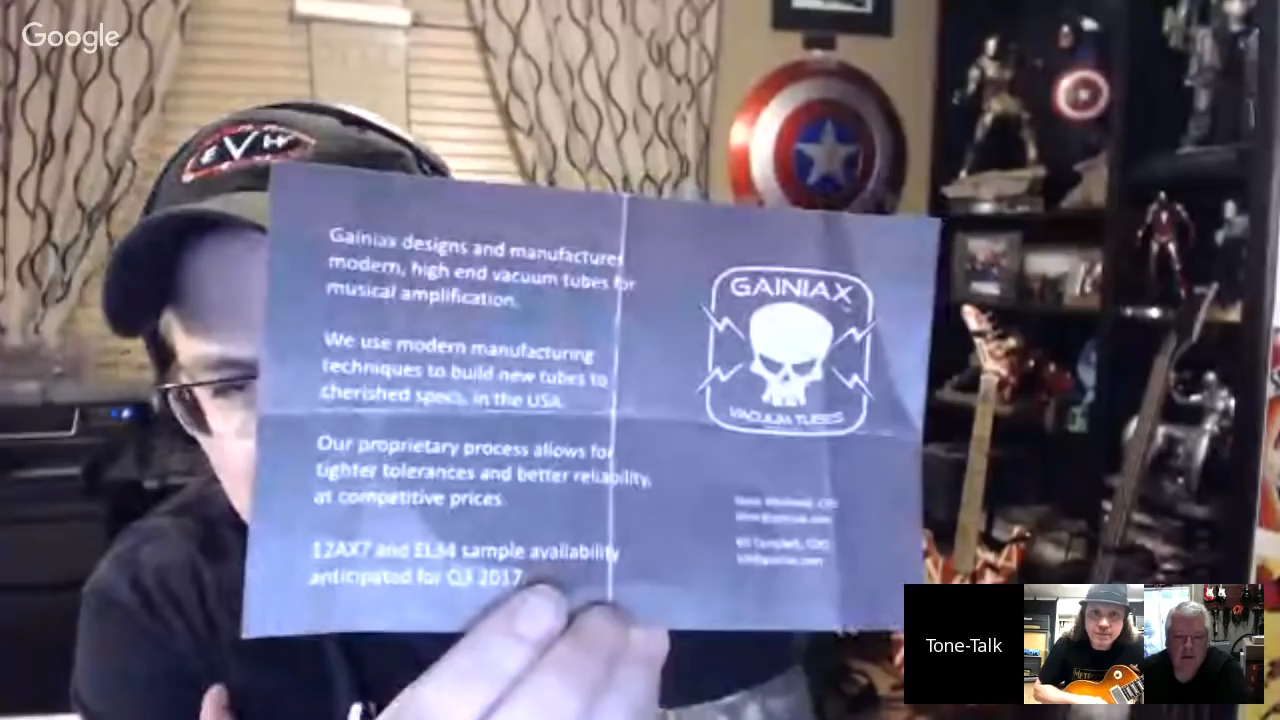 Google
EVH
Gainiax designs and manufactures
modern, high end vacuum tubes for
musical amplification.
We use modern manufacturing
techniques to build new tubes to
cherished specs, in the USA.
Our proprietary process allows for
tighter tolerances and better reliability,
at competitive prices.
12AX7 and EL34 sample availability
anticipated for Q3 2017
GAINIAX
VACUUM TUBES
Tone-Talk